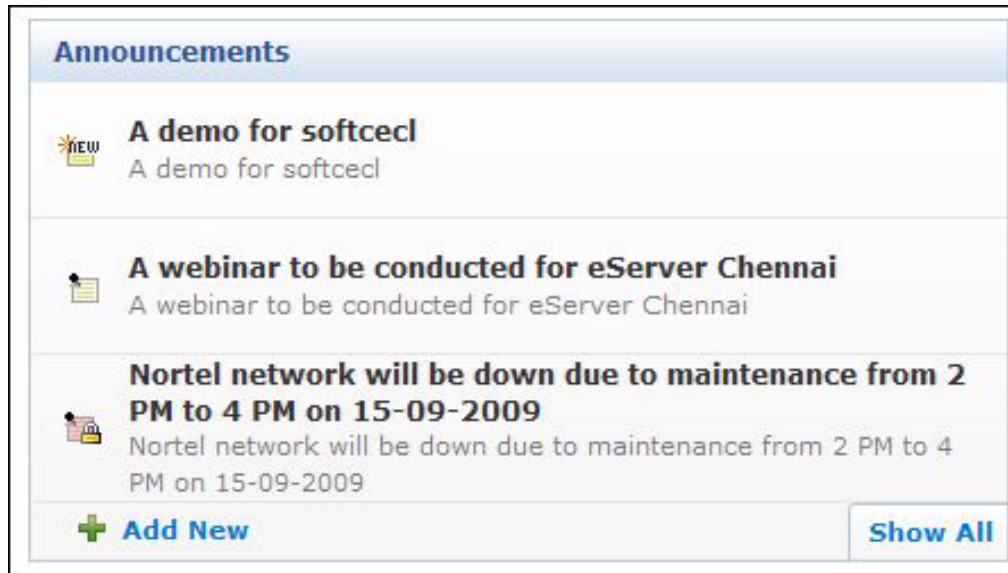 Announcements
NEW
A demo for softcecl
A demo for softcecl
A webinar to be conducted for eServer Chennai
A webinar to be conducted for eServer Chennai
Nortel network will be down due to maintenance from 2
PM to 4 PM on 15-09-2009
Nortel network will be down due to maintenance from 2 PM to 4
PM on 15-09-2009
Add New
Show All